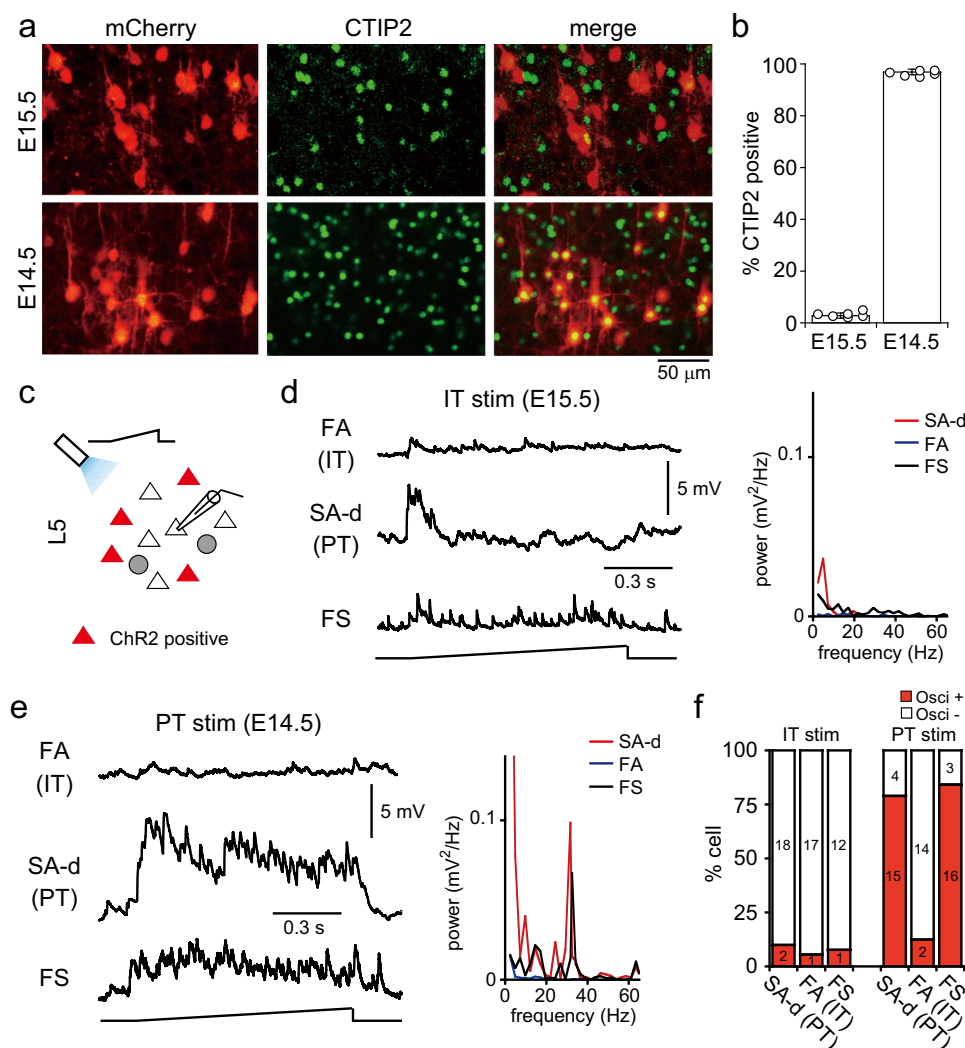 a
mCherry
CTIP2
merge
E15.5
E14.5
50 μm
b
% CTIP2 positive
100
80
60
40
20
0
E15.5
E14.5
c
L5
ChR2 positive
d
IT stim (E15.5)
FA
(IT)
SA-d
(PT)
FS
5 mV
0.3 s
SA-d
FA
FS
power (mV²/Hz)
0.1
0
0
20
40
60
frequency (Hz)
e
PT stim (E14.5)
FA
(IT)
SA-d
(PT)
FS
5 mV
0.3 s
SA-d
FA
FS
power (mV²/Hz)
0.1
0
0
20
40
60
frequency (Hz)
f
Osci +
Osci -
IT stim
PT stim
% cell
100
75
50
25
0
18
17
12
4
14
3
2
1
1
15
2
16
SA-d (PT)
FA (IT)
FS
SA-d (PT)
FA (IT)
FS